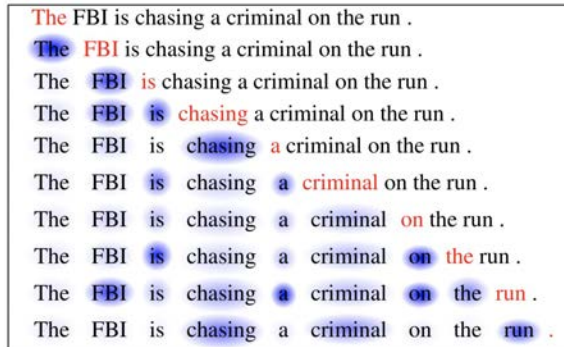 The FBI is chasing a criminal on the run .
The FBI is chasing a criminal on the run .
The FBI is chasing a criminal on the run .
The FBI is chasing a criminal on the run .
The FBI is chasing a criminal on the run .
The FBI is chasing a criminal on the run .
The FBI is chasing a criminal on the run .
The FBI is chasing a criminal on the run .
The FBI is chasing a criminal on the run .
The FBI is chasing a criminal on the run .